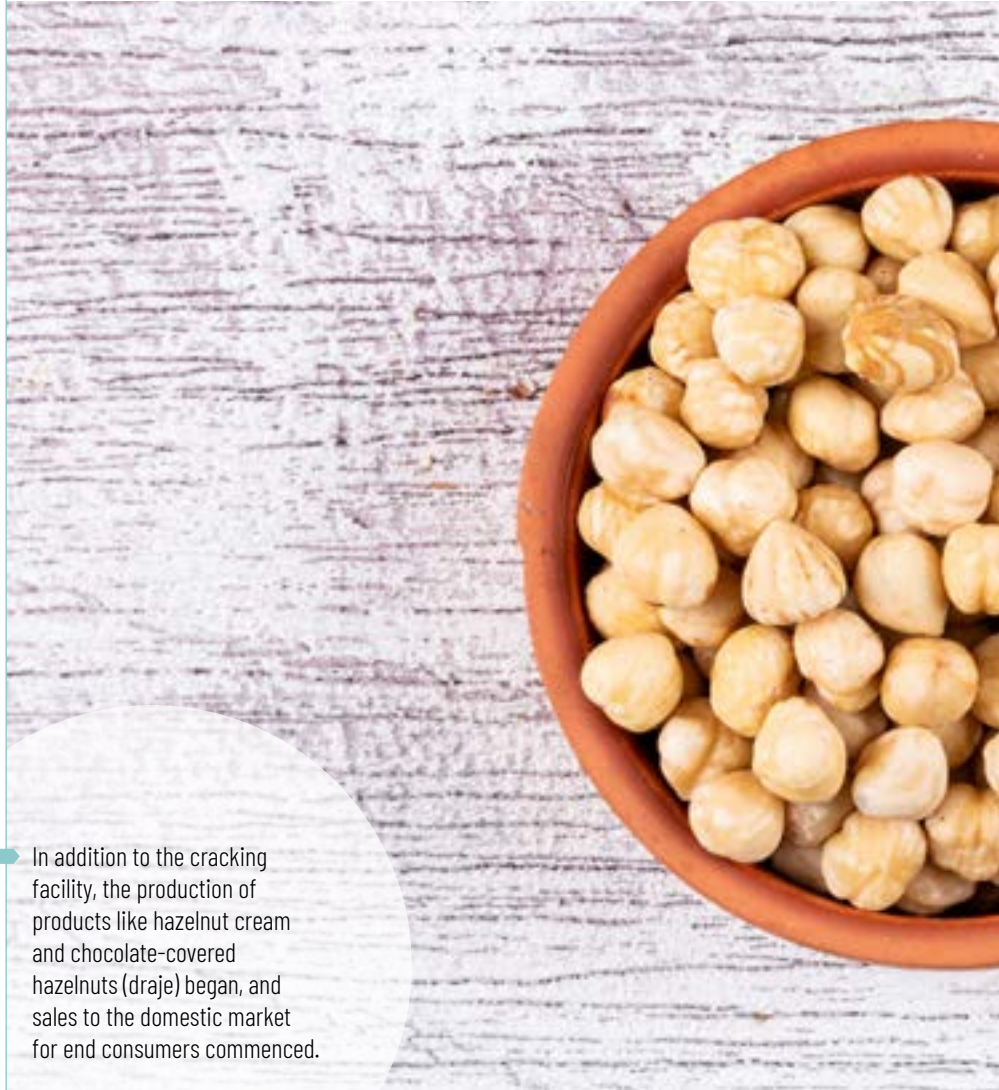 In addition to the cracking
facility, the production of
products like hazelnut cream
and chocolate-covered
hazelnuts (draje) began, and
sales to the domestic market
for end consumers commenced.